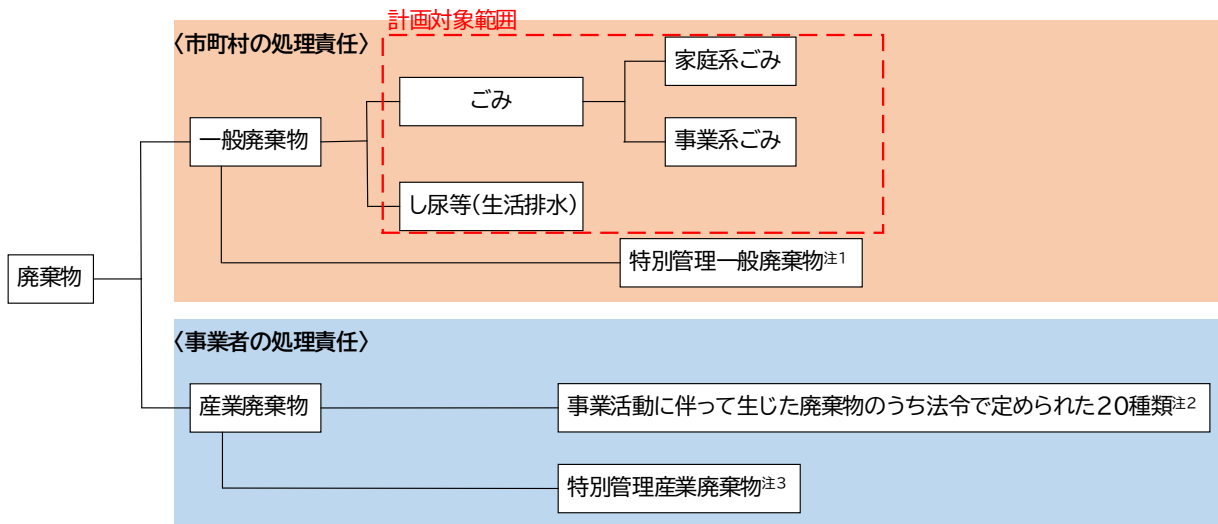 計画対象範囲
〈市町村の処理責任〉
家庭系ごみ
ごみ
一般廃棄物
事業系ごみ
し尿等(生活排水)
特別管理一般廃棄物注1
廃棄物
〈事業者の処理責任〉
産業廃棄物
事業活動に伴って生じた廃棄物のうち法令で定められた20種類注2
特別管理産業廃棄物注3